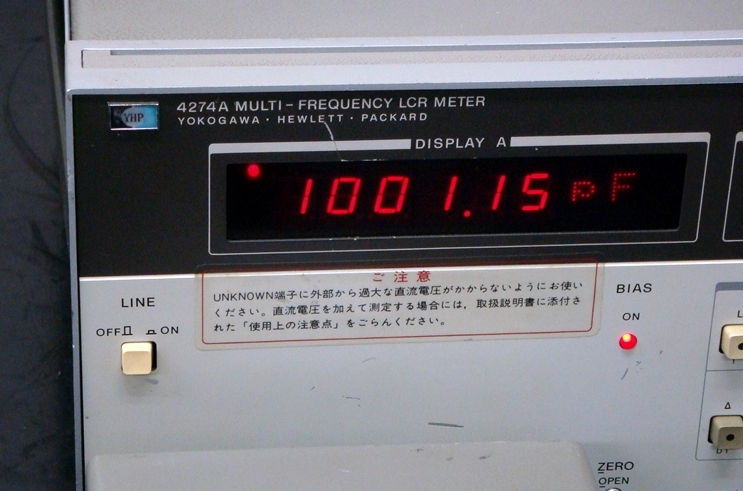 YHP
4274A MULTI-FREQUENCY LCR METER
YOKOGAWA・HEWLETT・PACKARD
DISPLAY A
1001.15 pF
ご注意
UNKNOWN端子に外部から過大な直流電圧がかからないようにお使い
ください。直流電圧を加えて測定する場合には,取扱説明書に添付さ
れた「使用上の注意点」をごらんください。
LINE
OFF ON
BIAS
ON
L
Δ
ZERO
OPEN